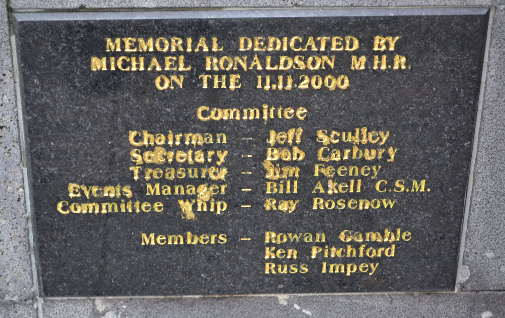 MEMORIAL DEDICATED BY
MICHAEL RONALDSON M.H.R.
ON THE 11.11.2000
Committee
Chairman - Jeff Sculley
Secretary - Bob Carbury
Treasurer - Jim Feeney
Events Manager - Bill Akell C.S.M.
Committee Whip - Ray Rosenow
Members - Rowan Gamble
Ken Pitchford
Russ Impey